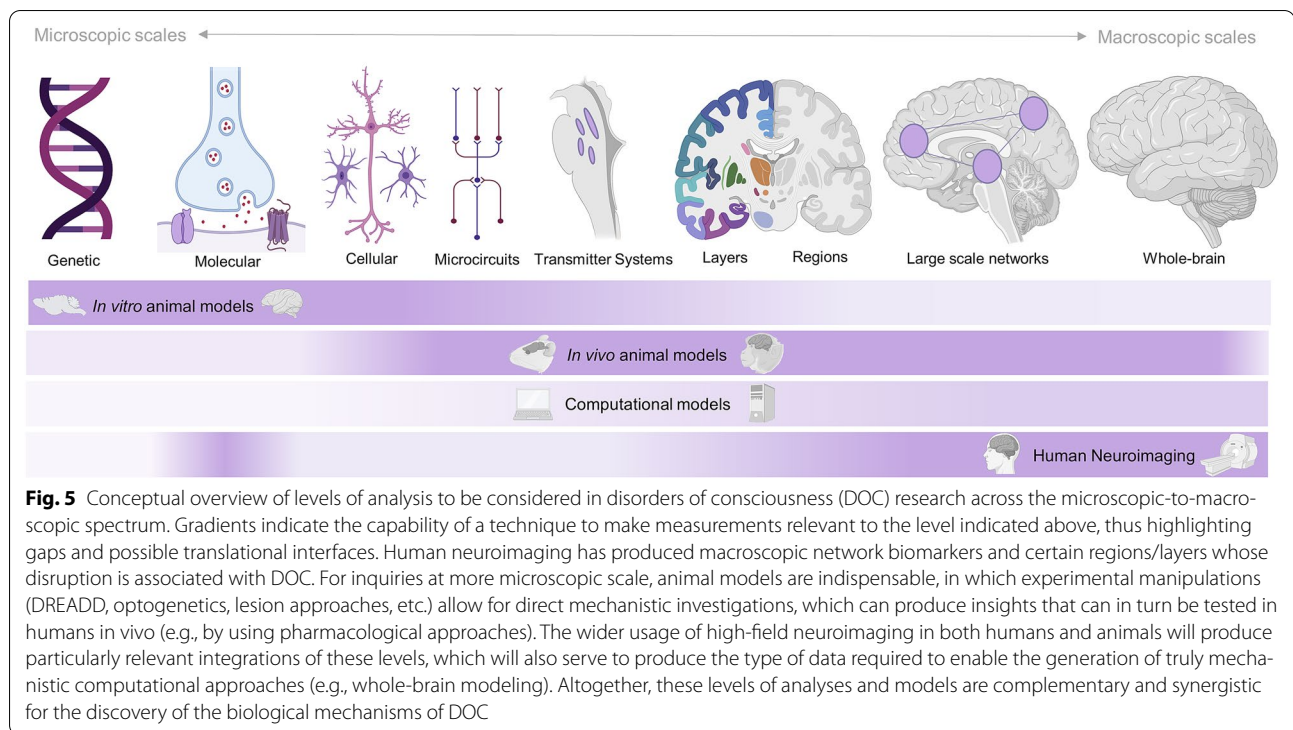 Microscopic scales
Macroscopic scales
Genetic
Molecular
Cellular
Microcircuits
Transmitter Systems
Layers
Regions
Large scale networks
Whole-brain
In vitro animal models
In vivo animal models
Computational models
Human Neuroimaging
Fig. 5 Conceptual overview of levels of analysis to be considered in disorders of consciousness (DOC) research across the microscopic-to-macro-
scopic spectrum. Gradients indicate the capability of a technique to make measurements relevant to the level indicated above, thus highlighting
gaps and possible translational interfaces. Human neuroimaging has produced macroscopic network biomarkers and certain regions/layers whose
disruption is associated with DOC. For inquiries at more microscopic scale, animal models are indispensable, in which experimental manipulations
(DREADD, optogenetics, lesion approaches, etc.) allow for direct mechanistic investigations, which can produce insights that can in turn be tested in
humans in vivo (e.g., by using pharmacological approaches). The wider usage of high-field neuroimaging in both humans and animals will produce
particularly relevant integrations of these levels, which will also serve to produce the type of data required to enable the generation of truly mecha-
nistic computational approaches (e.g., whole-brain modeling). Altogether, these levels of analyses and models are complementary and synergistic
for the discovery of the biological mechanisms of DOC